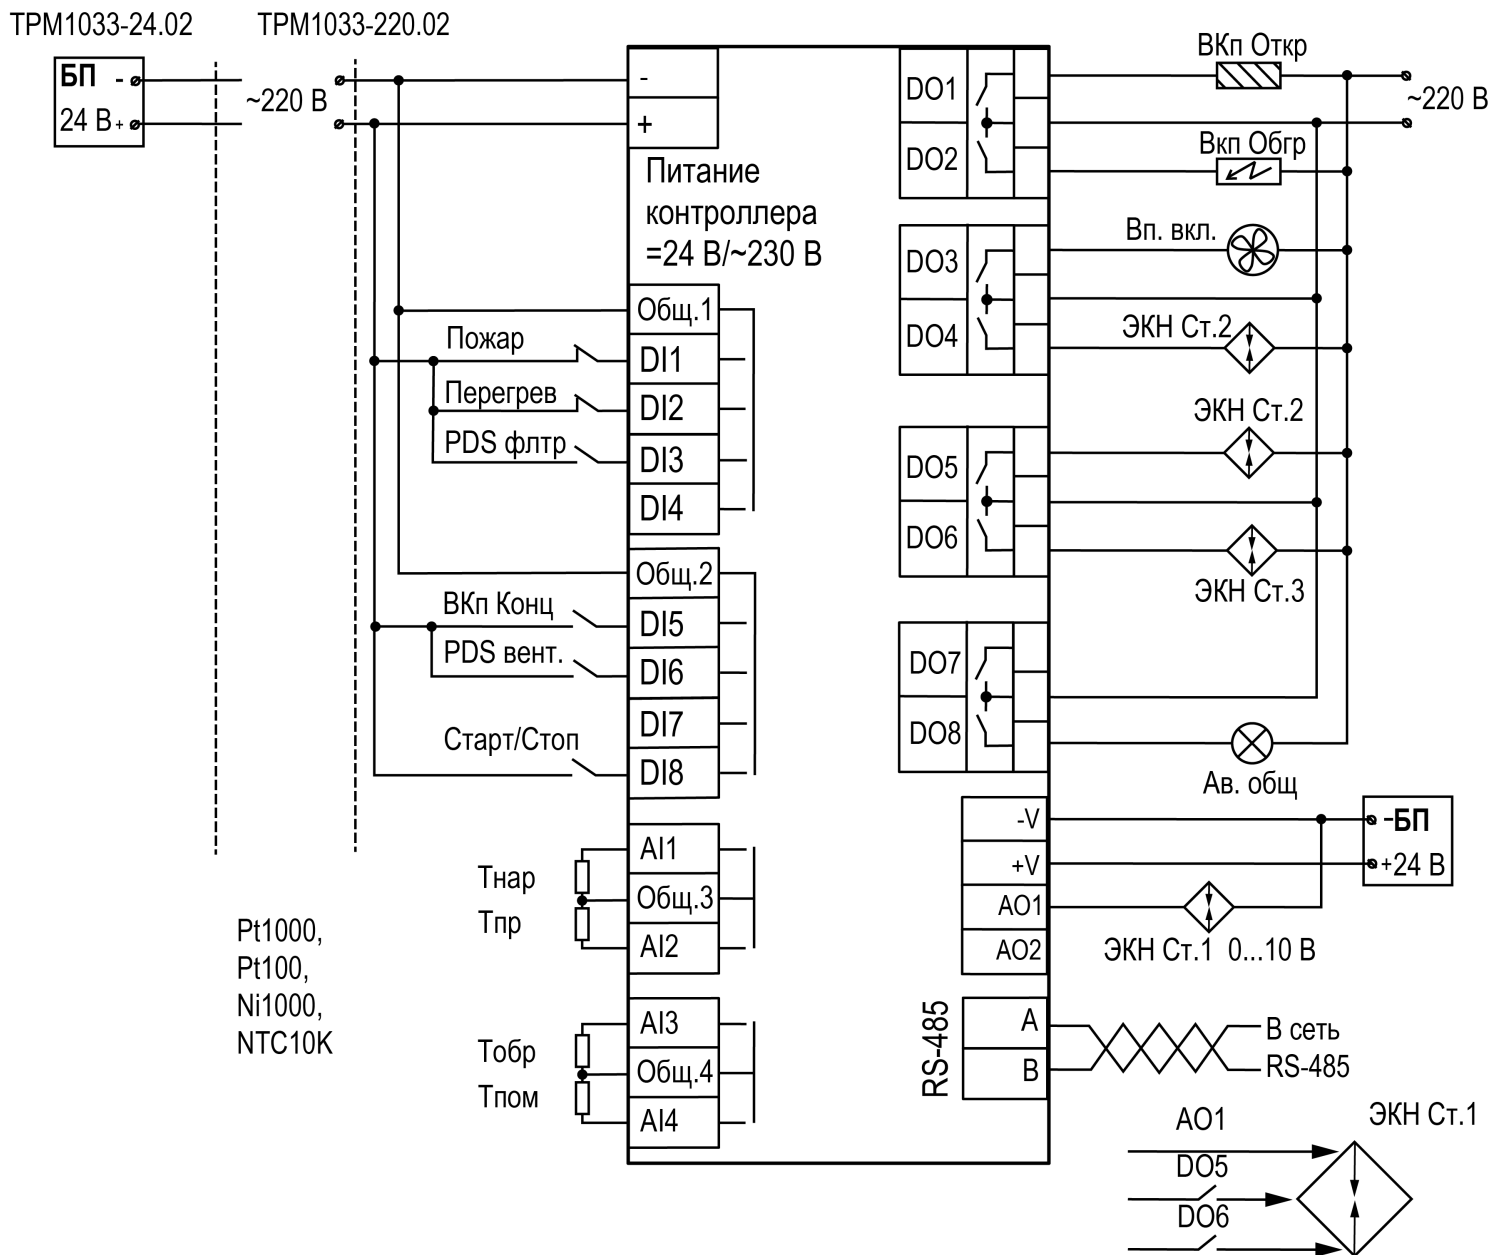 ТРМ1033-24.02
ТРМ1033-220.02
БП -
24 В +
~220 В
-
+
Питание
контроллера
=24 В/~230 В
Общ.1
Пожар
DI1
Перегрев
DI2
PDS флтр
DI3
DI4
Общ.2
ВКп Конц
DI5
PDS вент.
DI6
DI7
Старт/Стоп
DI8
AI1
Тнар
Общ.3
Тпр
AI2
Pt1000,
Pt100,
Ni1000,
NTC10K
AI3
Тобр
Общ.4
Тпом
AI4
ВКп Откр
DO1
~220 В
Вкп Обгр
DO2
Вп. вкл.
DO3
ЭКН Ст.2
DO4
ЭКН Ст.2
DO5
DO6
ЭКН Ст.3
DO7
DO8
Ав. общ
-V
-БП
+V
+24 В
AO1
AO2
ЭКН Ст.1 0...10 В
RS-485
A
B
В сеть
RS-485
AO1
ЭКН Ст.1
DO5
DO6